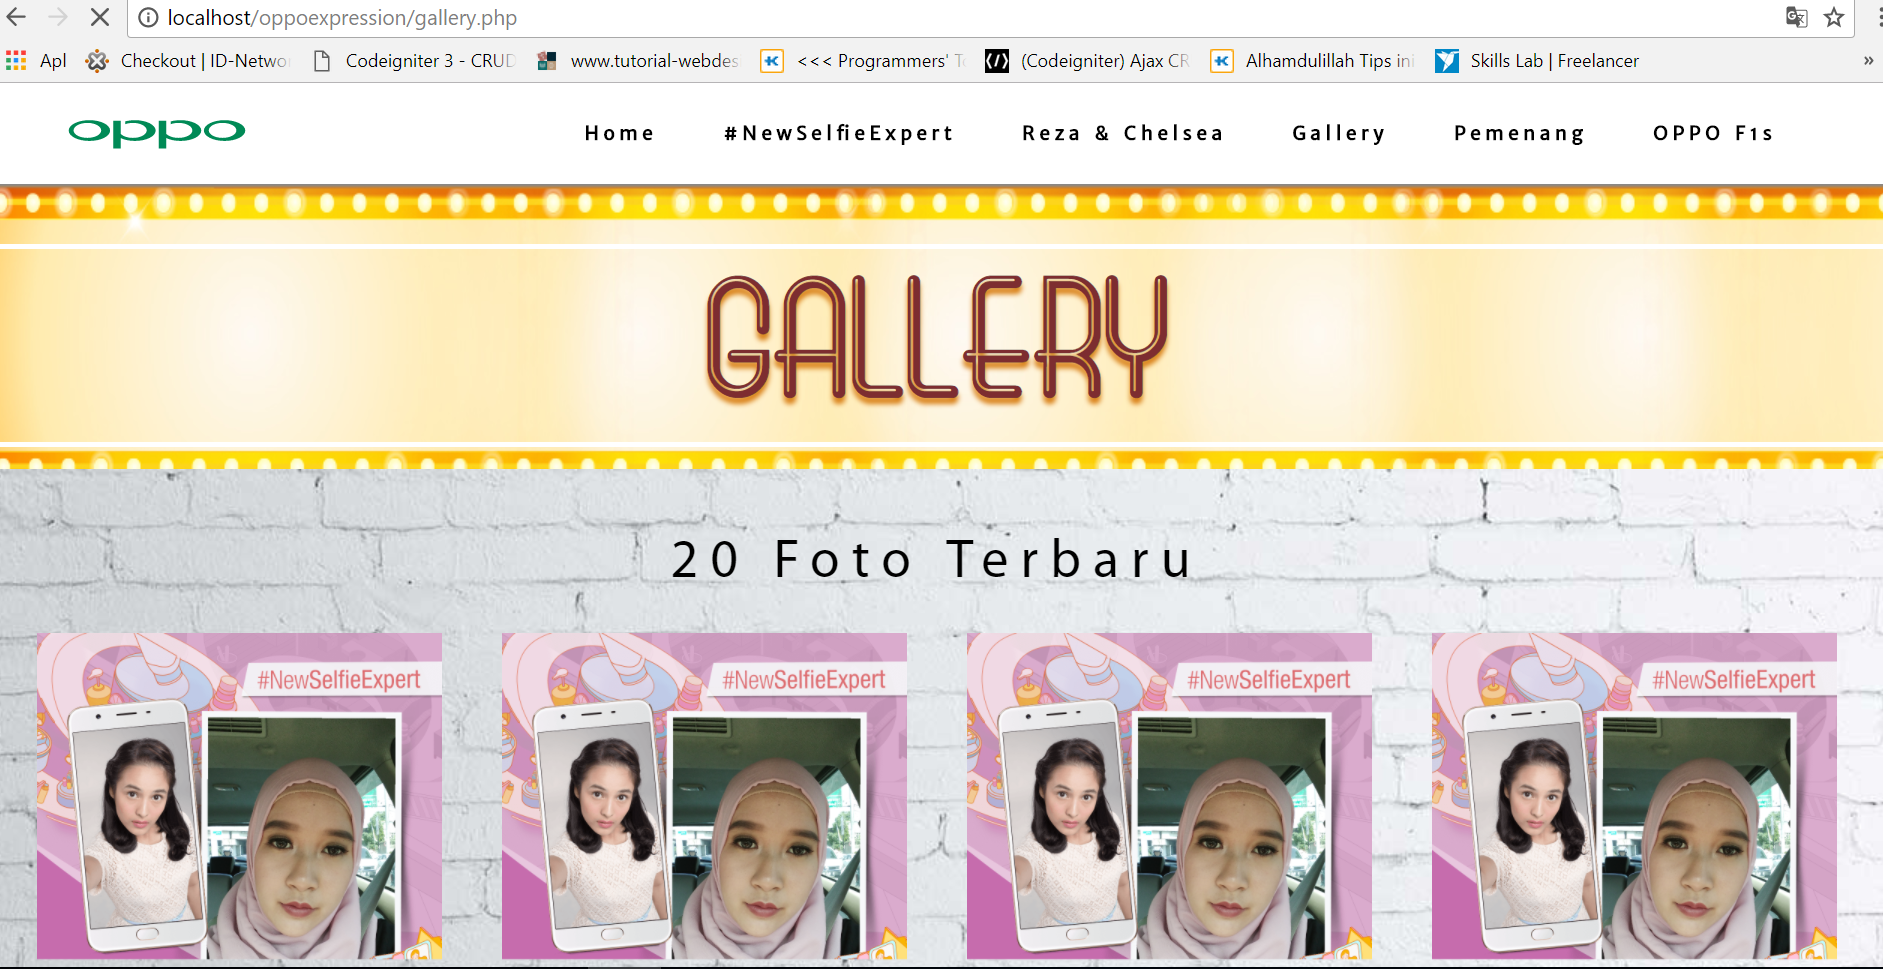 localhost/oppoexpression/gallery.php
Apl Checkout | ID-Netwo Codeigniter 3 - CRUD www.tutorial-webdes <<< Programmers' T (Codeigniter) Ajax CR Alhamdulillah Tips ini Skills Lab | Freelancer »
oppo Home #NewSelfieExpert Reza & Chelsea Gallery Pemenang OPPO F1s
GALLERY
20 Foto Terbaru
#NewSelfieExpert #NewSelfieExpert #NewSelfieExpert #NewSelfieExpert